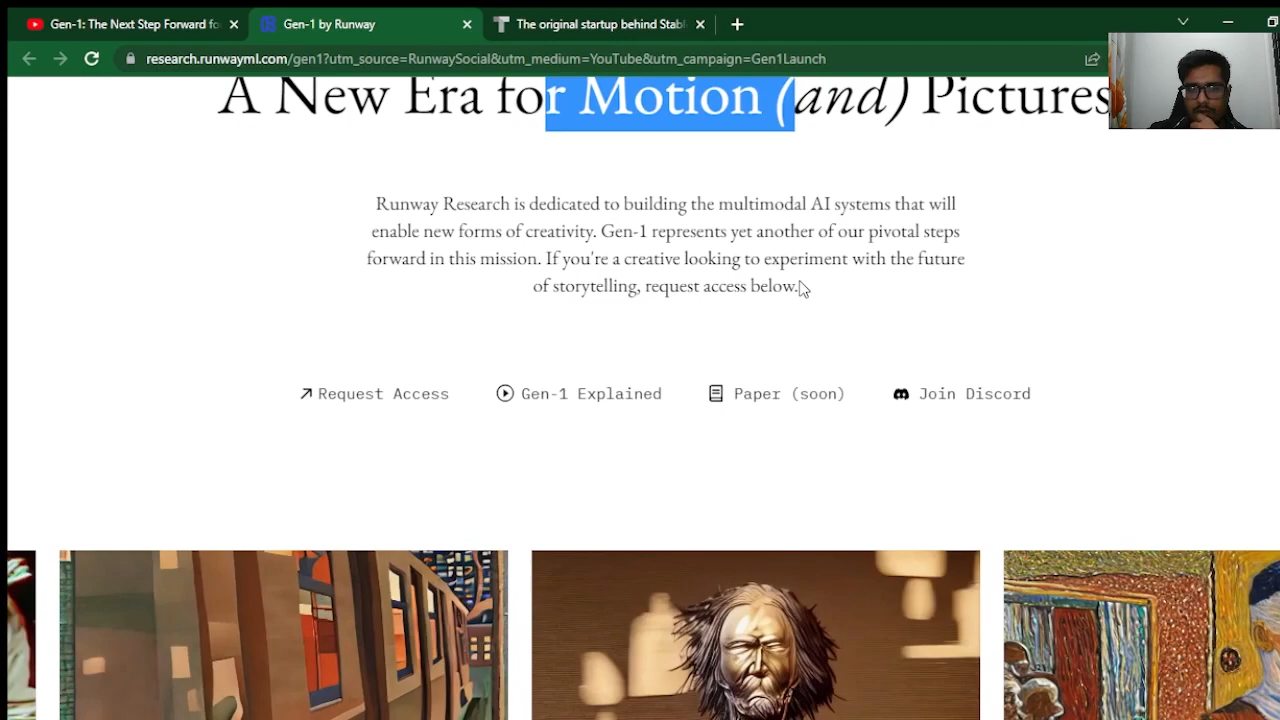 Gen-1: The Next Step Forward fo
Gen-1 by Runway
The original startup behind Stabl
research.runwayml.com/gen1?utm_source=RunwaySocial&utm_medium=YouTube&utm_campaign=Gen1Launch
A New Era for Motion (and) Pictures
Runway Research is dedicated to building the multimodal AI systems that will
enable new forms of creativity. Gen-1 represents yet another of our pivotal steps
forward in this mission. If you're a creative looking to experiment with the future
of storytelling, request access below.
Request Access
Gen-1 Explained
Paper (soon)
Join Discord